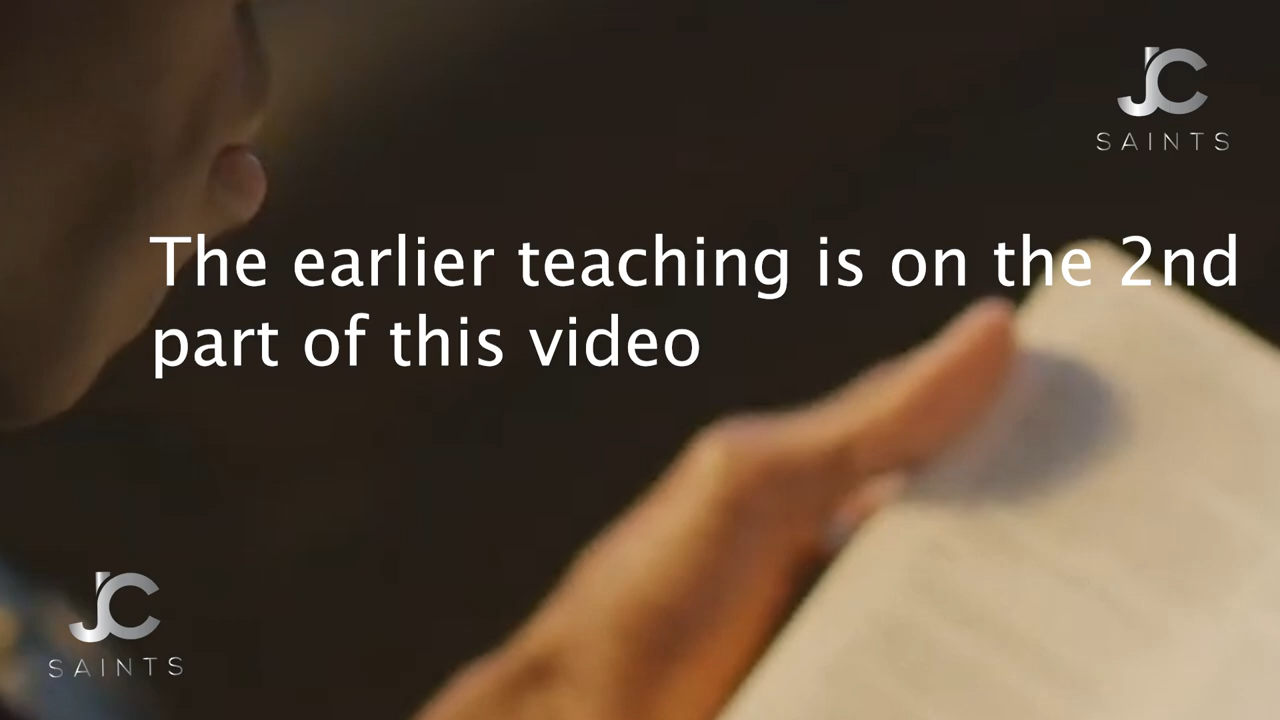 JC
SAINTS
The earlier teaching is on the 2nd
part of this video
JC
SAINTS